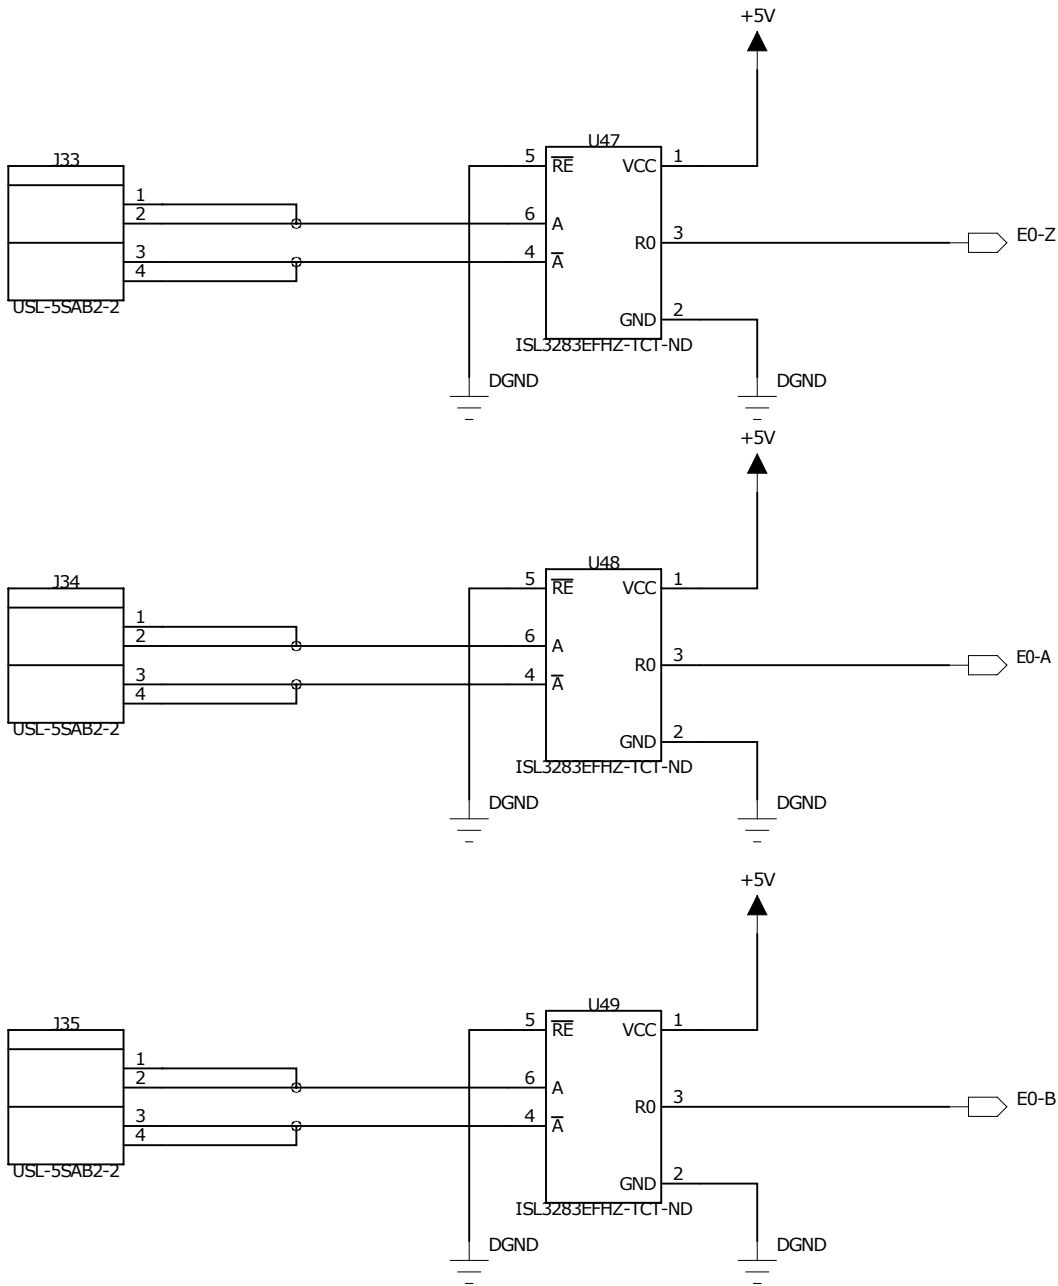 +5V
U47
J33
5 RE VCC 1
1
2 6 A
R0 3 E0-Z
3 4 A
4
GND 2
USL-5SAB2-2
ISL3283EFHZ-TCT-ND
DGND DGND
+5V
U48
J34
5 RE VCC 1
1
2 6 A
R0 3 E0-A
3 4 A
4
GND 2
USL-5SAB2-2
ISL3283EFHZ-TCT-ND
DGND DGND
+5V
U49
J35
5 RE VCC 1
1
2 6 A
R0 3 E0-B
3 4 A
4
GND 2
USL-5SAB2-2
ISL3283EFHZ-TCT-ND
DGND DGND